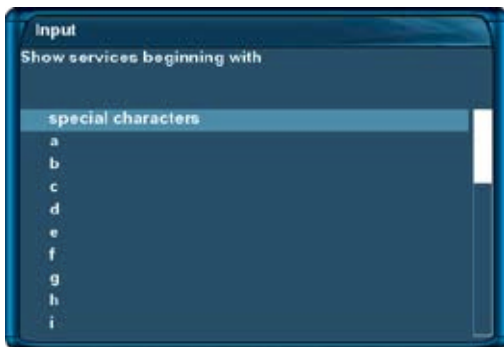 Input
Show services beginning with
special characters
a
b
c
d
e
f
g
h
i